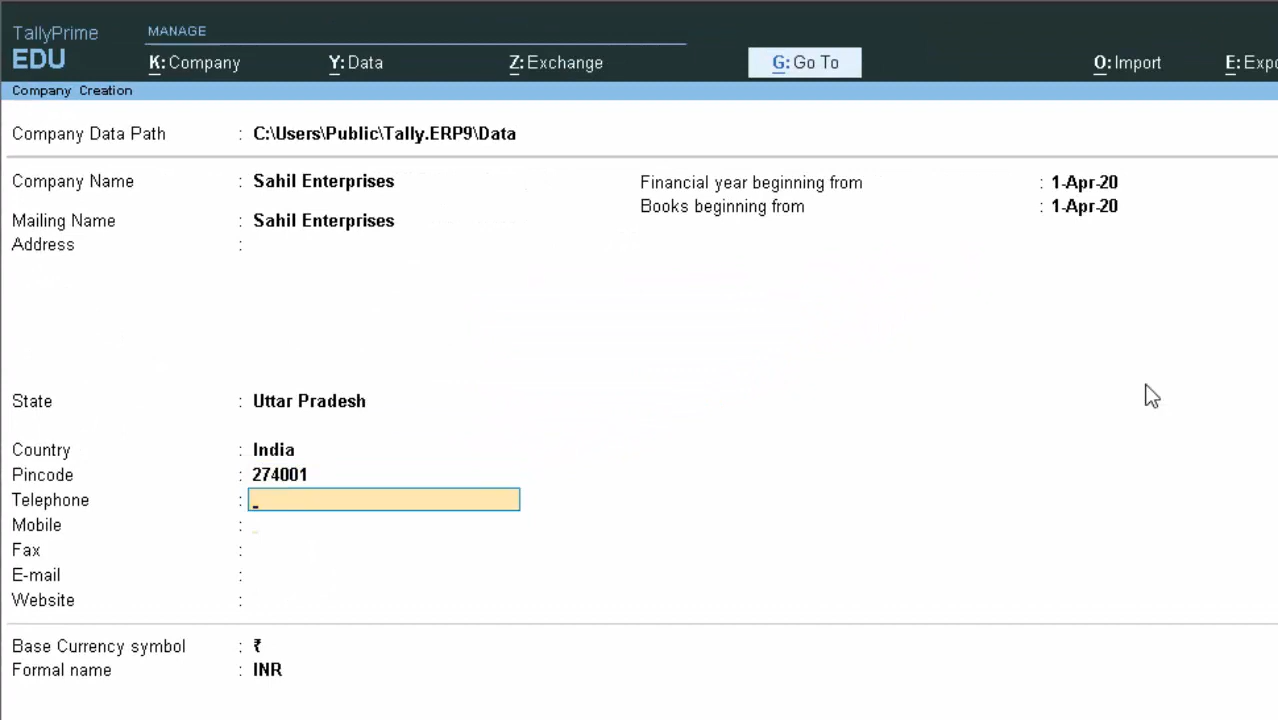 TallyPrime MANAGE
EDU K: Company Y: Data Z: Exchange G: Go To O: Import E: Expo
Company Creation
Company Data Path : C:\Users\Public\Tally.ERP9\Data
Company Name : Sahil Enterprises Financial year beginning from : 1-Apr-20
Books beginning from : 1-Apr-20
Mailing Name : Sahil Enterprises
Address :
State : Uttar Pradesh
Country : India
Pincode : 274001
Telephone :
Mobile :
Fax :
E-mail :
Website :
Base Currency symbol : ₹
Formal name : INR